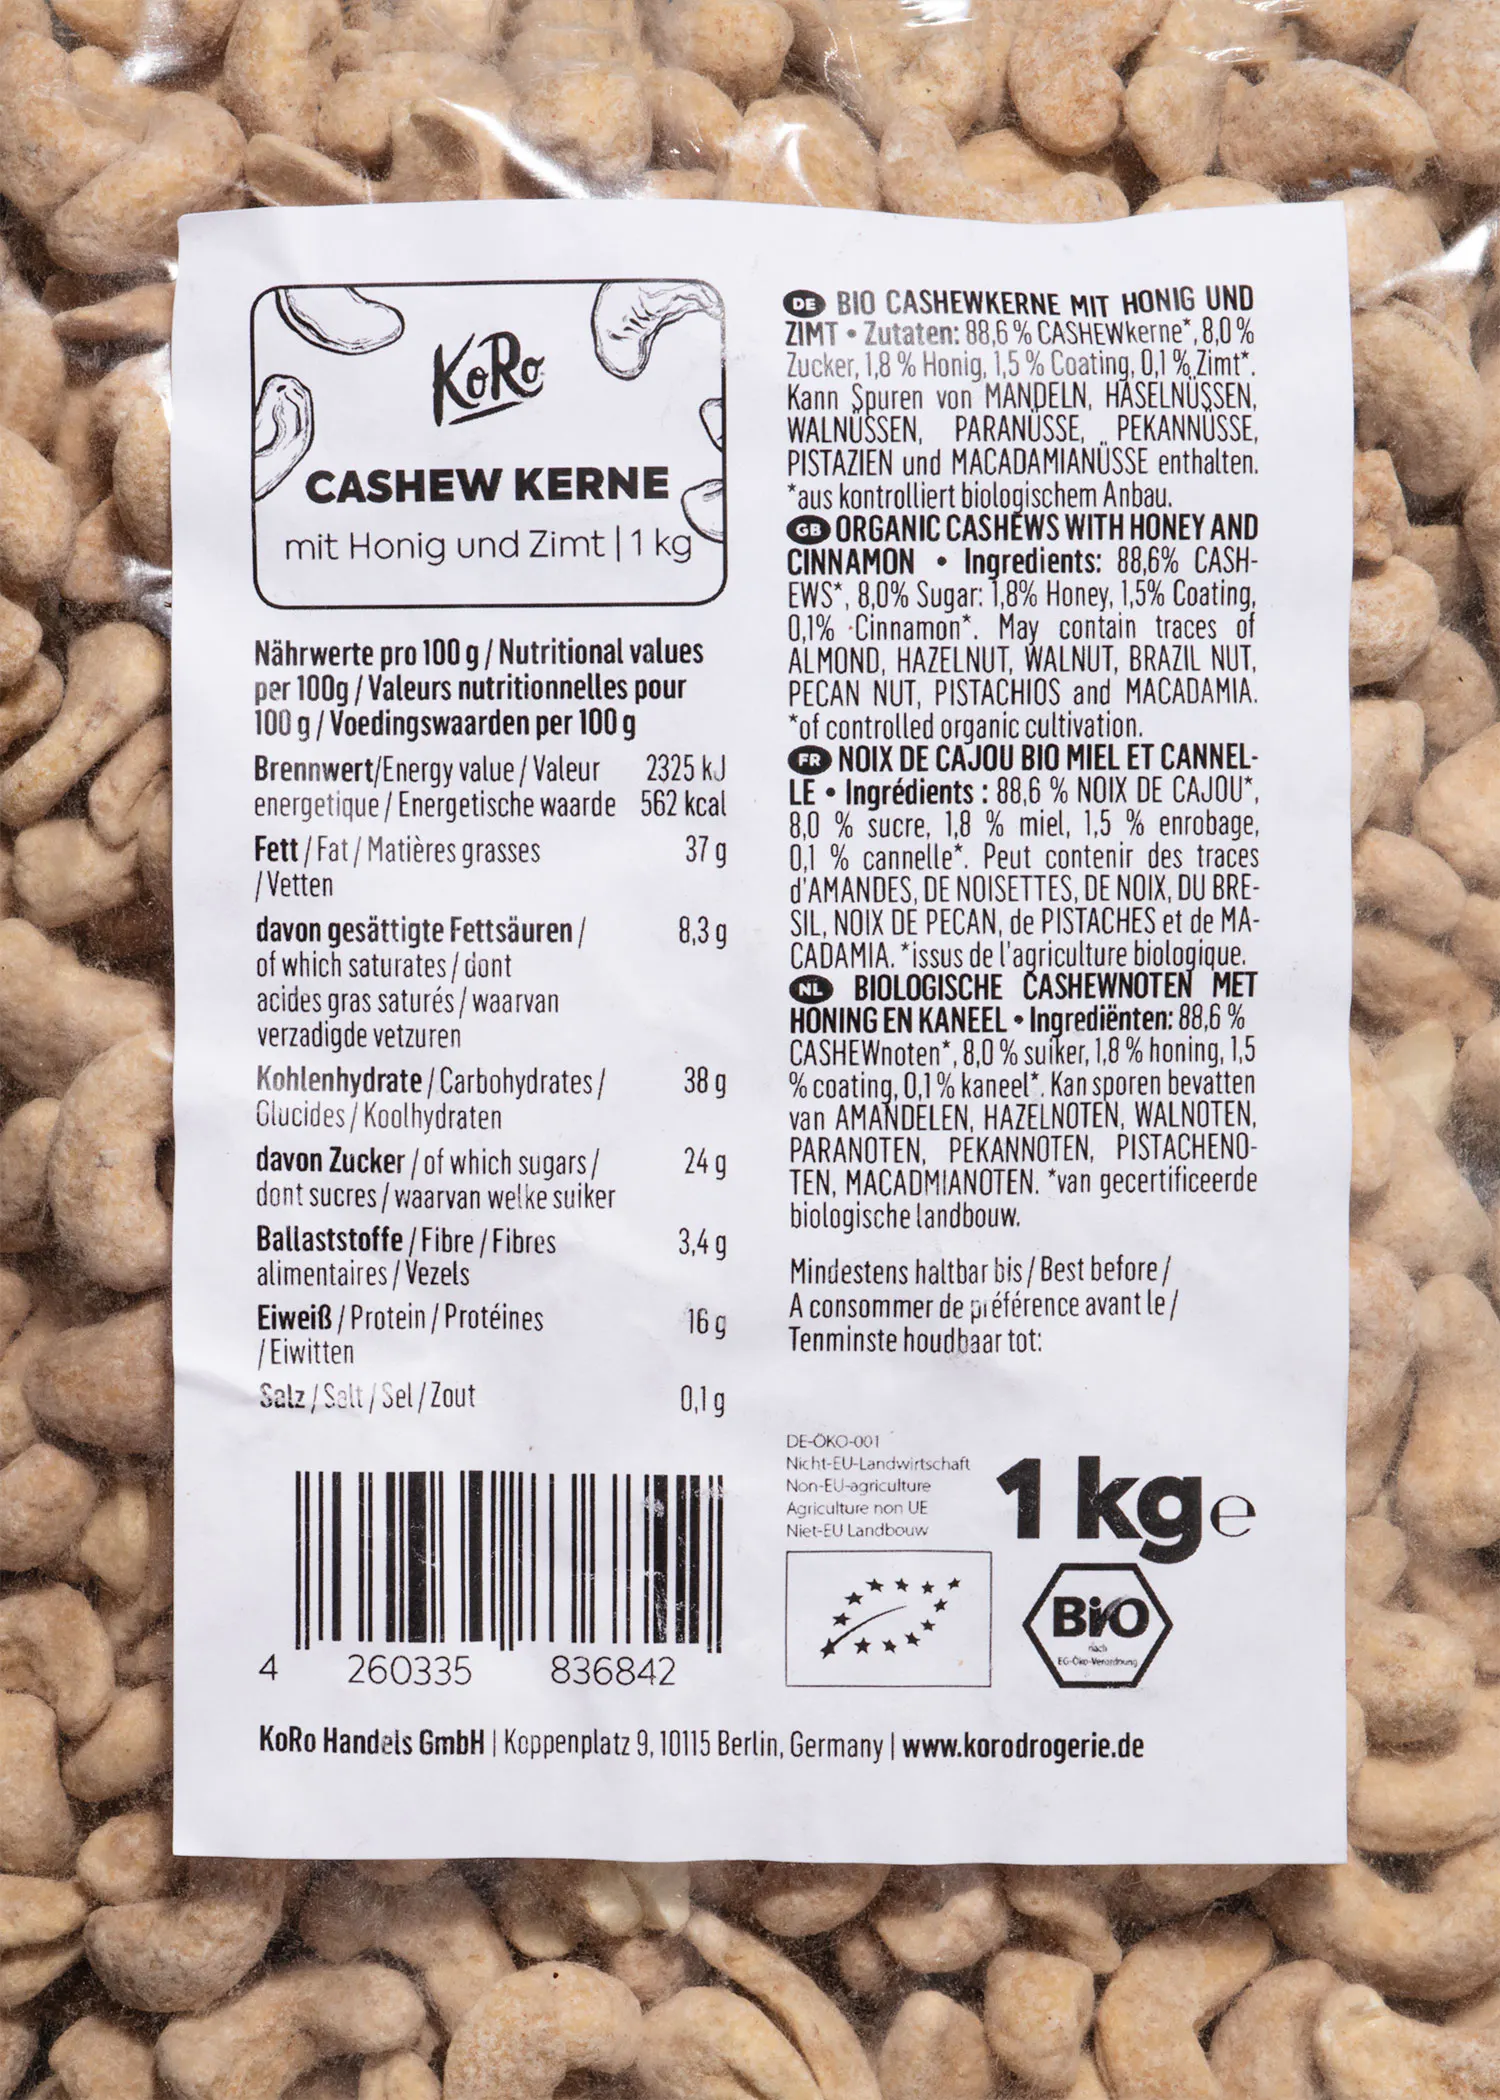 KoRo
CASHEW KERNE
mit Honig und Zimt | 1 kg
Nährwerte pro 100 g / Nutritional values
per 100g / Valeurs nutritionnelles pour
100 g / Voedingswaarden per 100 g
Brennwert/Energy value / Valeur 2325 kJ
energetique / Energetische waarde 562 kcal
Fett / Fat / Matières grasses 37 g
/ Vetten
davon gesättigte Fettsäuren / 8,3 g
of which saturates / dont
acides gras saturés / waarvan
verzadigde vetzuren
Kohlenhydrate / Carbohydrates / 38 g
Glucides / Koolhydraten
davon Zucker / of which sugars / 24 g
dont sucres / waarvan welke suiker
Ballaststoffe / Fibre / Fibres 3,4 g
alimentaires / Vezels
Eiweiß / Protein / Protéines 16 g
/ Eiwitten
Salz / Salt / Sel / Zout 0,1 g
DE BIO CASHEWKERNE MIT HONIG UND
ZIMT • Zutaten: 88,6 % CASHEWkerne*, 8,0 %
Zucker, 1,8 % Honig, 1,5 % Coating, 0,1 % Zimt*.
Kann Spuren von MANDELN, HASELNÜSSEN,
WALNÜSSEN, PARANÜSSE, PEKANNÜSSE,
PISTAZIEN und MACADAMIANÜSSE enthalten.
*aus kontrolliert biologischem Anbau.
GB ORGANIC CASHEWS WITH HONEY AND
CINNAMON • Ingredients: 88,6% CASH-
EWS*, 8,0% Sugar: 1,8% Honey, 1,5% Coating,
0,1% Cinnamon*. May contain traces of
ALMOND, HAZELNUT, WALNUT, BRAZIL NUT,
PECAN NUT, PISTACHIOS and MACADAMIA.
*of controlled organic cultivation.
FR NOIX DE CAJOU BIO MIEL ET CANNEL-
LE • Ingrédients : 88,6 % NOIX DE CAJOU*,
8,0 % sucre, 1,8 % miel, 1,5 % enrobage,
0,1 % cannelle*. Peut contenir des traces
d'AMANDES, DE NOISETTES, DE NOIX, DU BRE-
SIL, NOIX DE PECAN, de PISTACHES et de MA-
CADAMIA. *issus de l'agriculture biologique.
NL BIOLOGISCHE CASHEWNOTEN MET
HONING EN KANEEL • Ingrediënten: 88,6 %
CASHEWnoten*, 8,0 % suiker, 1,8 % honing, 1,5
% coating, 0,1 % kaneel*. Kan sporen bevatten
van AMANDELEN, HAZELNOTEN, WALNOTEN,
PARANOTEN, PEKANNOTEN, PISTACHENO-
TEN, MACADMIANOTEN. *van gecertificeerde
biologische landbouw.
Mindestens haltbar bis / Best before /
A consommer de préférence avant le /
Tenminste houdbaar tot:
DE-ÖKO-001
Nicht-EU-Landwirtschaft
Non-EU-agriculture
Agriculture non UE
Niet-EU Landbouw
1 kg e
Bio
nach
EG-Öko-Verordnung
4 260335 836842
KoRo Handels GmbH | Koppenplatz 9, 10115 Berlin, Germany | www.korodrogerie.de